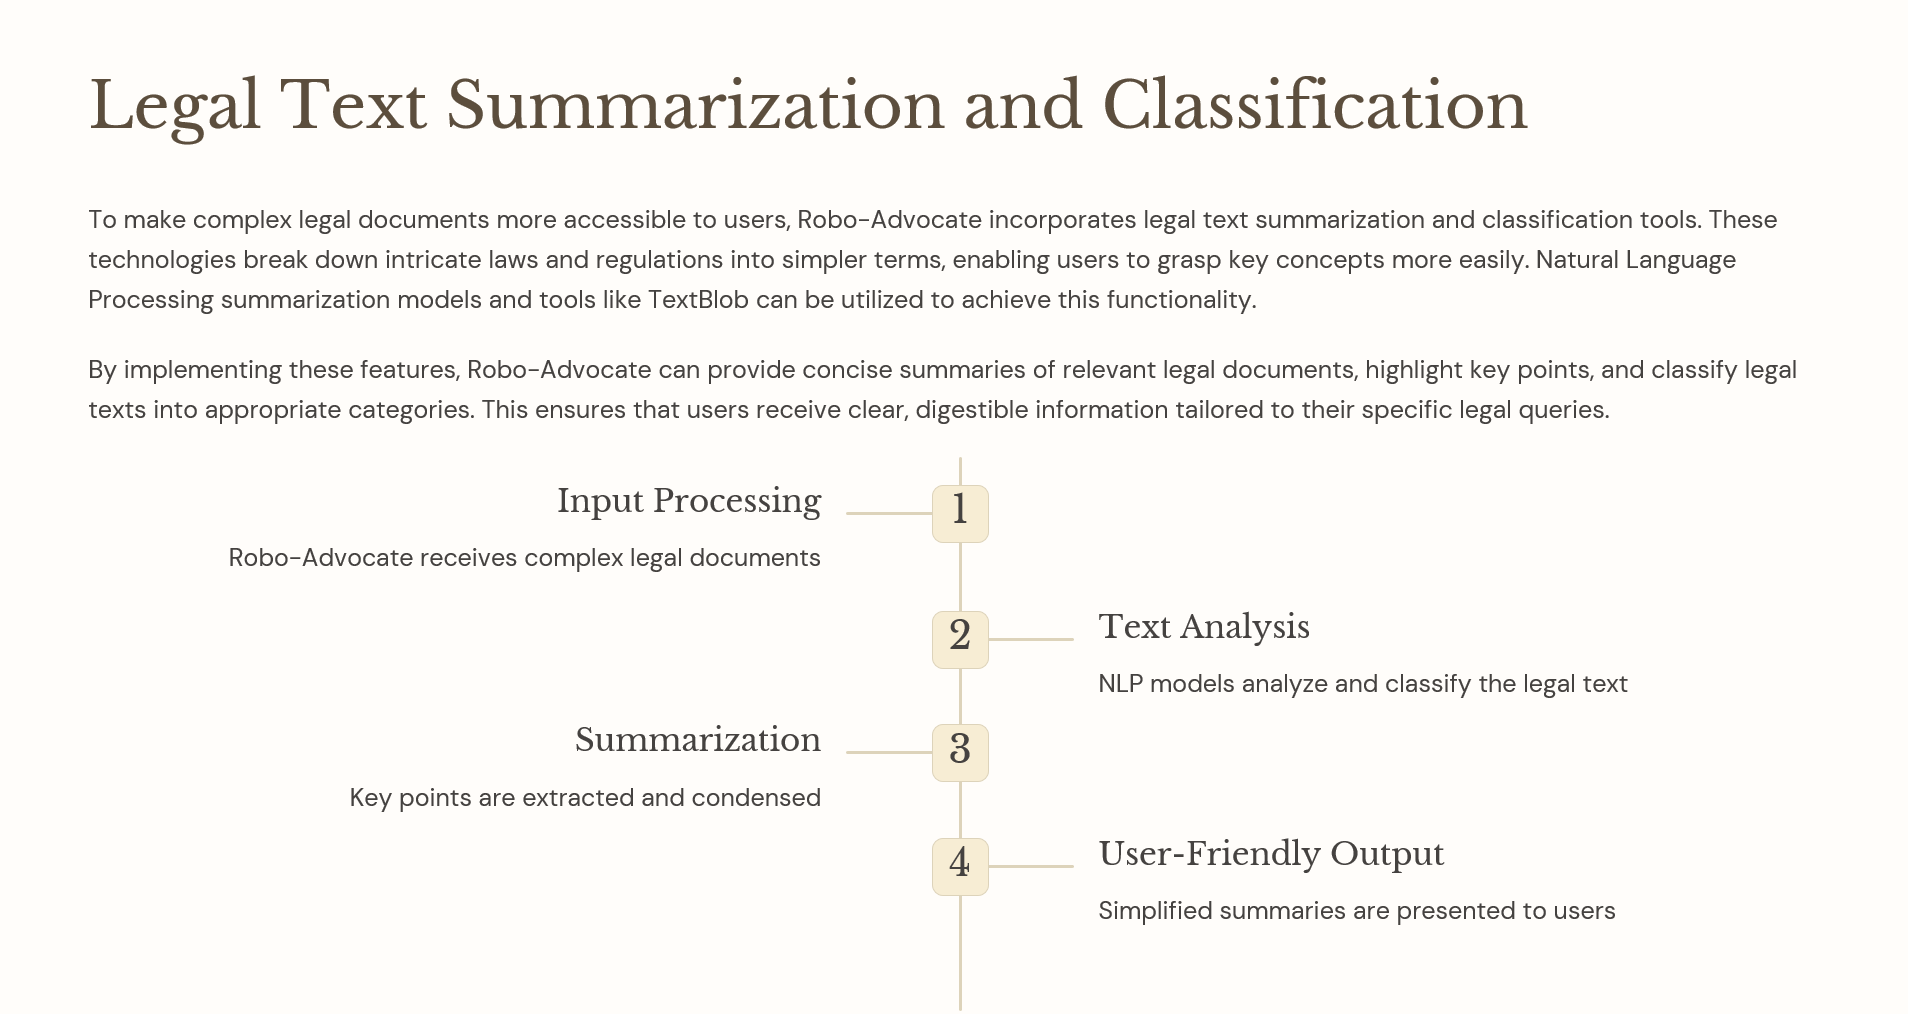 Legal Text Summarization and Classification
To make complex legal documents more accessible to users, Robo-Advocate incorporates legal text summarization and classification tools. These
technologies break down intricate laws and regulations into simpler terms, enabling users to grasp key concepts more easily. Natural Language
Processing summarization models and tools like TextBlob can be utilized to achieve this functionality.
By implementing these features, Robo-Advocate can provide concise summaries of relevant legal documents, highlight key points, and classify legal
texts into appropriate categories. This ensures that users receive clear, digestible information tailored to their specific legal queries.
1
Input Processing
Robo-Advocate receives complex legal documents
2
Text Analysis
NLP models analyze and classify the legal text
3
Summarization
Key points are extracted and condensed
4
User-Friendly Output
Simplified summaries are presented to users